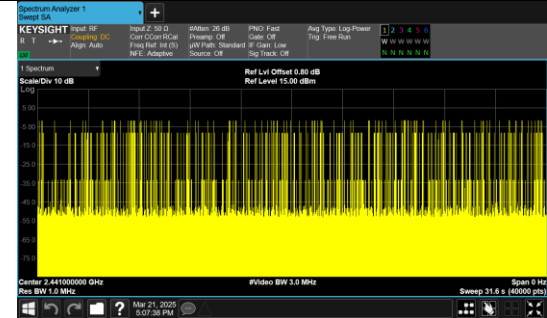 Spectrum Analyzer 1
Swept SA
+
KEYSIGHT Input: RF Input Z: 50 Ω #Atten: 26 dB PNO: Fast Avg Type: Log-Power 1 2 3 4 5 6
R T Coupling: DC Corr CCorr RCal Preamp: Off Gate: Off Trig: Free Run W W W W W W
Align: Auto Freq Ref: Int (S) µW Path: Standard IF Gain: Low
NFE: Adaptive Source: Off Sig Track: Off N N N N N N
1 Spectrum
Ref Lvl Offset 0.80 dB
Scale/Div 10 dB Ref Level 15.00 dBm
Log
5.00
-5.00
-15.0
-25.0
-35.0
-45.0
-55.0
-65.0
-75.0
Center 2.441000000 GHz #Video BW 3.0 MHz Span 0 Hz
Res BW 1.0 MHz Sweep 31.6 s (40000 pts)
? Mar 21, 2025
5:07:38 PM